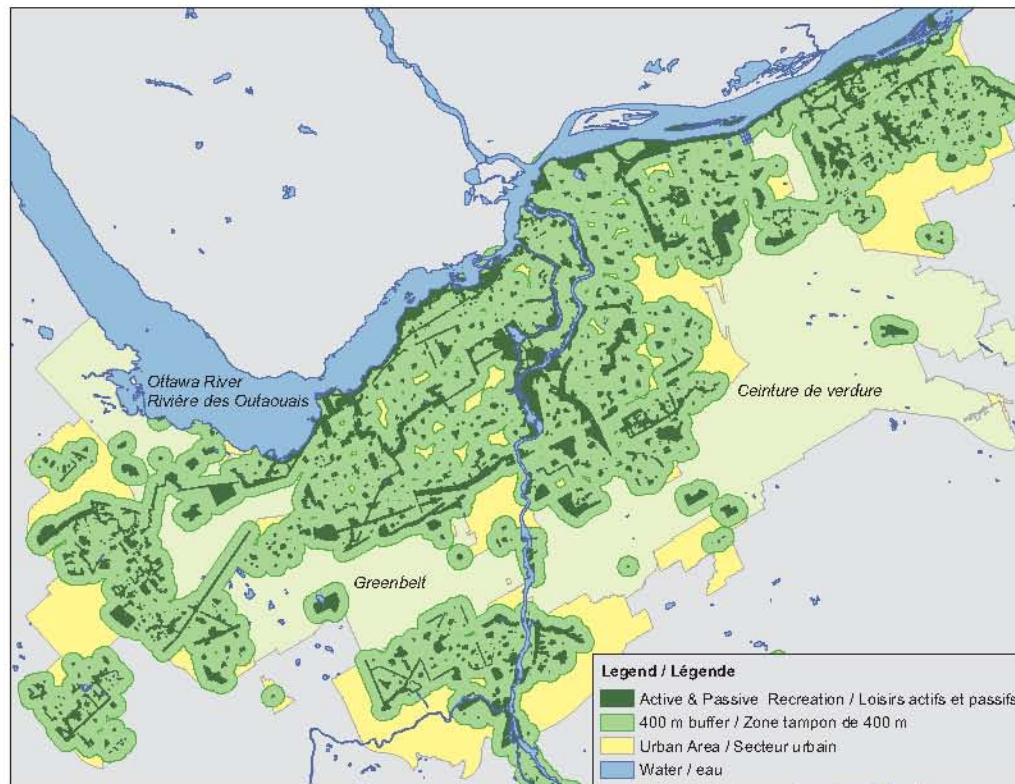 Ottawa River
Rivière des Outaouais
Ceinture de verdure
Greenbelt
Legend / Légende
Active & Passive Recreation / Loisirs actifs et passifs
400 m buffer / Zone tampon de 400 m
Urban Area / Secteur urbain
Water / eau